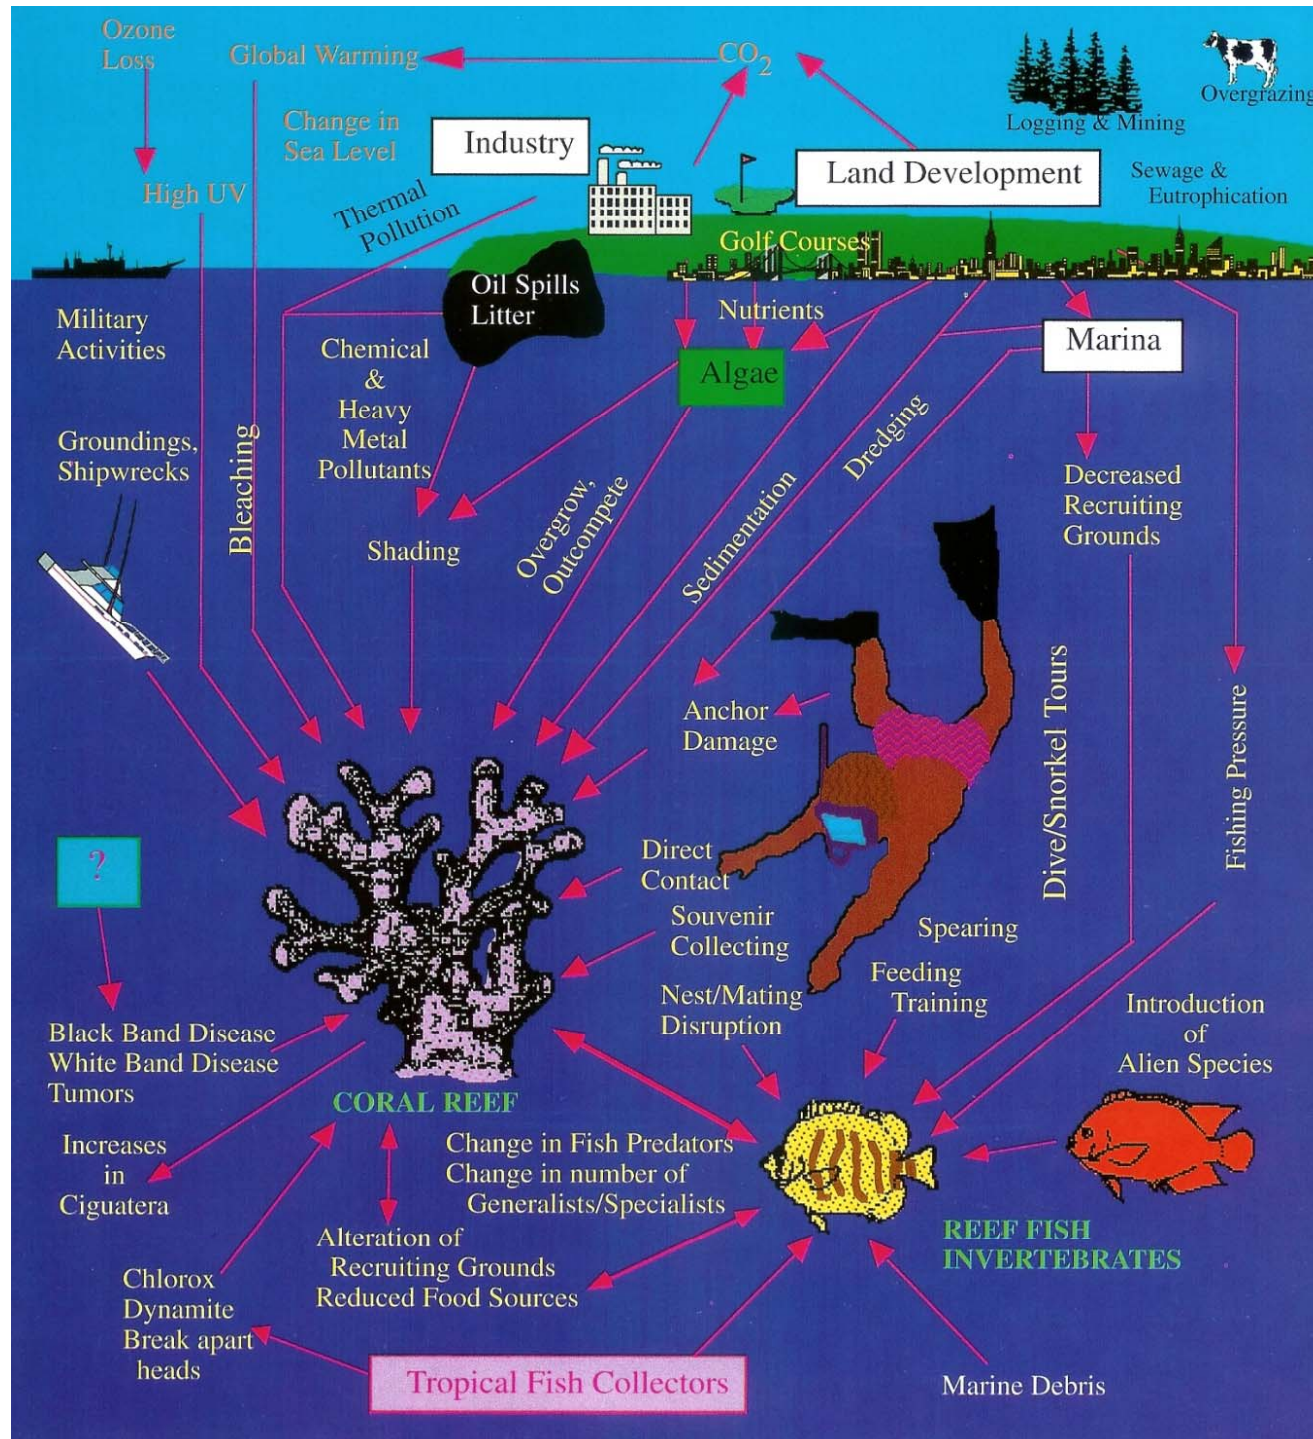 Ozone
Loss
Global Warming
CO2
Overgrazing
Logging & Mining
Change in
Sea Level
Industry
Land Development
Sewage &
Eutrophication
High UV
Thermal
Pollution
Golf Courses
Oil Spills
Litter
Nutrients
Military
Activities
Chemical
&
Heavy
Metal
Pollutants
Algae
Marina
Groundings,
Shipwrecks
Bleaching
Shading
Overgrow,
Outcompete
Sedimentation
Dredging
Decreased
Recruiting
Grounds
Anchor
Damage
Dive/Snorkel Tours
Fishing Pressure
?
Direct
Contact
Souvenir
Collecting
Spearing
Nest/Mating
Disruption
Feeding
Training
Introduction
of
Alien Species
Black Band Disease
White Band Disease
Tumors
CORAL REEF
Increases
in
Ciguatera
Change in Fish Predators
Change in number of
Generalists/Specialists
REEF FISH
INVERTEBRATES
Alteration of
Recruiting Grounds
Reduced Food Sources
Chlorox
Dynamite
Break apart
heads
Tropical Fish Collectors
Marine Debris